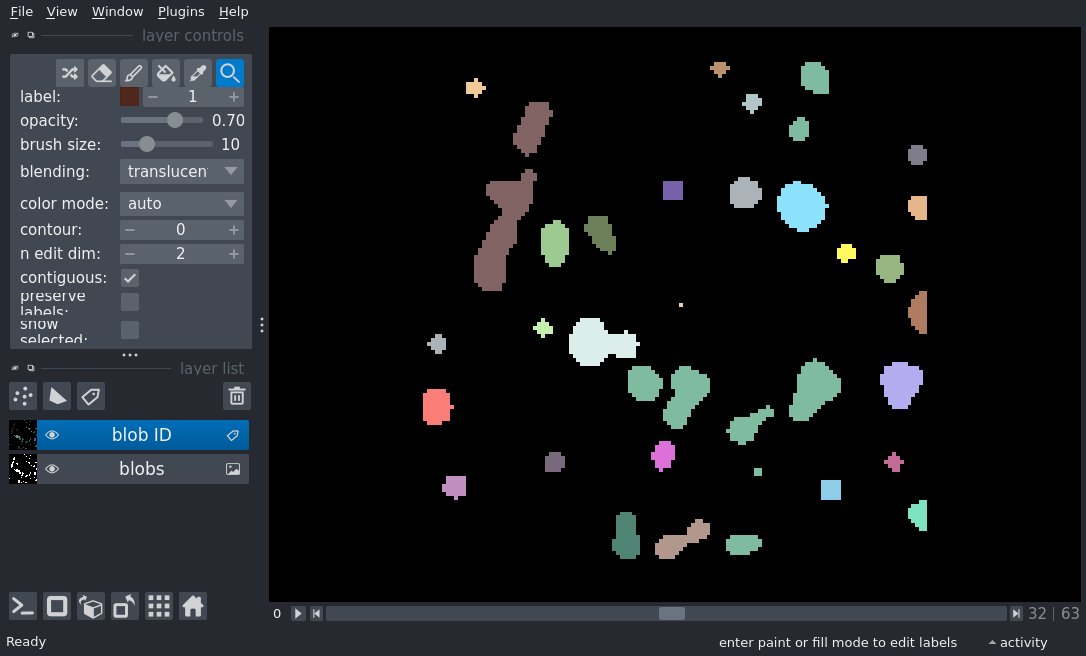 File View Window Plugins Help
layer controls
label: 1
opacity: 0.70
brush size: 10
blending: translucen
color mode: auto
contour: 0
n edit dim: 2
contiguous:
preserve
labels:
show
selected:
layer list
blob ID
blobs
0 32 | 63
Ready enter paint or fill mode to edit labels activity